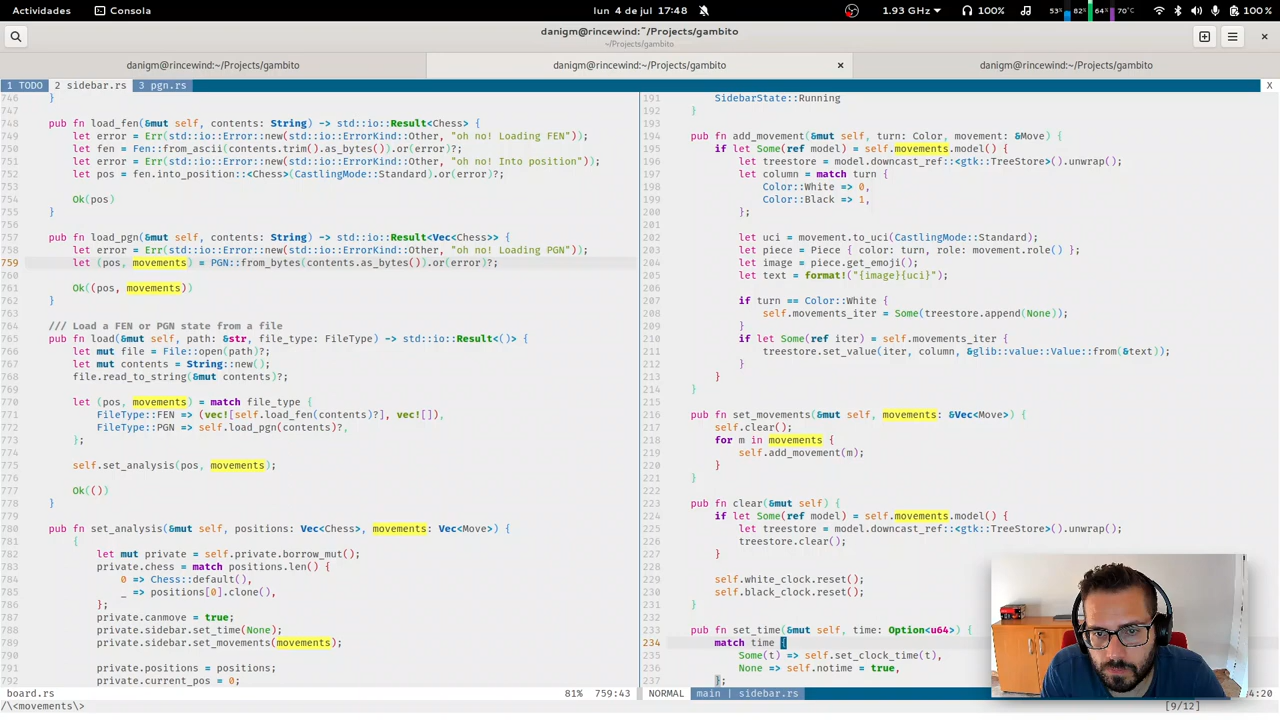 Actividades Consola lun 4 de jul 17:48 1.93 GHz 100% 53% 82% 64% 70°C 100 %
danigm@rincewind:~/Projects/gambito
~/Projects/gambito
danigm@rincewind:~/Projects/gambito danigm@rincewind:~/Projects/gambito × danigm@rincewind:~/Projects/gambito
1 TODO 2 sidebar.rs 3 pgn.rs X
746 }
747
748 pub fn load_fen(&mut self, contents: String) -> std::io::Result<Chess> {
749 let error = Err(std::io::Error::new(std::io::ErrorKind::Other, "oh no! Loading FEN"));
750 let fen = Fen::from_ascii(contents.trim().as_bytes()).or(error)?;
751 let error = Err(std::io::Error::new(std::io::ErrorKind::Other, "oh no! Into position"));
752 let pos = fen.into_position::<Chess>(CastlingMode::Standard).or(error)?;
753
754 Ok(pos)
755 }
756
757 pub fn load_pgn(&mut self, contents: String) -> std::io::Result<Vec<Chess>> {
758 let error = Err(std::io::Error::new(std::io::ErrorKind::Other, "oh no! Loading PGN"));
759 let (pos, movements) = PGN::from_bytes(contents.as_bytes()).or(error)?;
760
761 Ok((pos, movements))
762 }
763
764 /// Load a FEN or PGN state from a file
765 pub fn load(&mut self, path: &str, file_type: FileType) -> std::io::Result<()> {
766 let mut file = File::open(path)?;
767 let mut contents = String::new();
768 file.read_to_string(&mut contents)?;
769
770 let (pos, movements) = match file_type {
771 FileType::FEN => (vec![self.load_fen(contents)?], vec![]),
772 FileType::PGN => self.load_pgn(contents)?,
773 };
774
775 self.set_analysis(pos, movements);
776
777 Ok(())
778 }
779
780 pub fn set_analysis(&mut self, positions: Vec<Chess>, movements: Vec<Move>) {
781 {
782 let mut private = self.private.borrow_mut();
783 private.chess = match positions.len() {
784 0 => Chess::default(),
785 _ => positions[0].clone(),
786 };
787 private.canmove = true;
788 private.sidebar.set_time(None);
789 private.sidebar.set_movements(movements);
790
791 private.positions = positions;
792 private.current_pos = 0;
board.rs 81% 759:43
/\<movements\>
191 SidebarState::Running
192 }
193
194 pub fn add_movement(&mut self, turn: Color, movement: &Move) {
195 if let Some(ref model) = self.movements.model() {
196 let treestore = model.downcast_ref::<gtk::TreeStore>().unwrap();
197 let column = match turn {
198 Color::White => 0,
199 Color::Black => 1,
200 };
201
202 let uci = movement.to_uci(CastlingMode::Standard);
203 let piece = Piece { color: turn, role: movement.role() };
204 let image = piece.get_emoji();
205 let text = format!("{image}{uci}");
206
207 if turn == Color::White {
208 self.movements_iter = Some(treestore.append(None));
209 }
210 if let Some(ref iter) = self.movements_iter {
211 treestore.set_value(iter, column, &glib::value::Value::from(&text));
212 }
213 }
214 }
215
216 pub fn set_movements(&mut self, movements: &Vec<Move>) {
217 self.clear();
218 for m in movements {
219 self.add_movement(m);
220 }
221 }
222
223 pub fn clear(&mut self) {
224 if let Some(ref model) = self.movements.model() {
225 let treestore = model.downcast_ref::<gtk::TreeStore>().unwrap();
226 treestore.clear();
227 }
228
229 self.white_clock.reset();
230 self.black_clock.reset();
231 }
232
233 pub fn set_time(&mut self, time: Option<u64>) {
234 match time {
235 Some(t) => self.set_clock_time(t),
236 None => self.notime = true,
237 };
NORMAL main | sidebar.rs 4:20
[9/12]